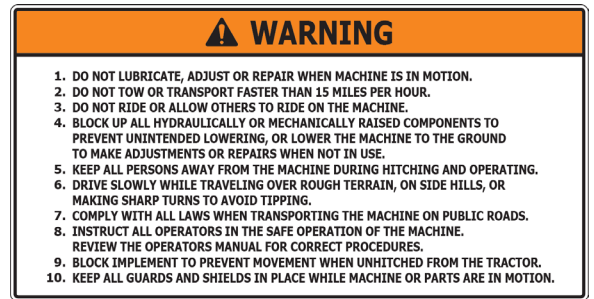 WARNING
1. DO NOT LUBRICATE, ADJUST OR REPAIR WHEN MACHINE IS IN MOTION.
2. DO NOT TOW OR TRANSPORT FASTER THAN 15 MILES PER HOUR.
3. DO NOT RIDE OR ALLOW OTHERS TO RIDE ON THE MACHINE.
4. BLOCK UP ALL HYDRAULICALLY OR MECHANICALLY RAISED COMPONENTS TO
PREVENT UNINTENDED LOWERING, OR LOWER THE MACHINE TO THE GROUND
TO MAKE ADJUSTMENTS OR REPAIRS WHEN NOT IN USE.
5. KEEP ALL PERSONS AWAY FROM THE MACHINE DURING HITCHING AND OPERATING.
6. DRIVE SLOWLY WHILE TRAVELING OVER ROUGH TERRAIN, ON SIDE HILLS, OR
MAKING SHARP TURNS TO AVOID TIPPING.
7. COMPLY WITH ALL LAWS WHEN TRANSPORTING THE MACHINE ON PUBLIC ROADS.
8. INSTRUCT ALL OPERATORS IN THE SAFE OPERATION OF THE MACHINE.
REVIEW THE OPERATORS MANUAL FOR CORRECT PROCEDURES.
9. BLOCK IMPLEMENT TO PREVENT MOVEMENT WHEN UNHITCHED FROM THE TRACTOR.
10. KEEP ALL GUARDS AND SHIELDS IN PLACE WHILE MACHINE OR PARTS ARE IN MOTION.